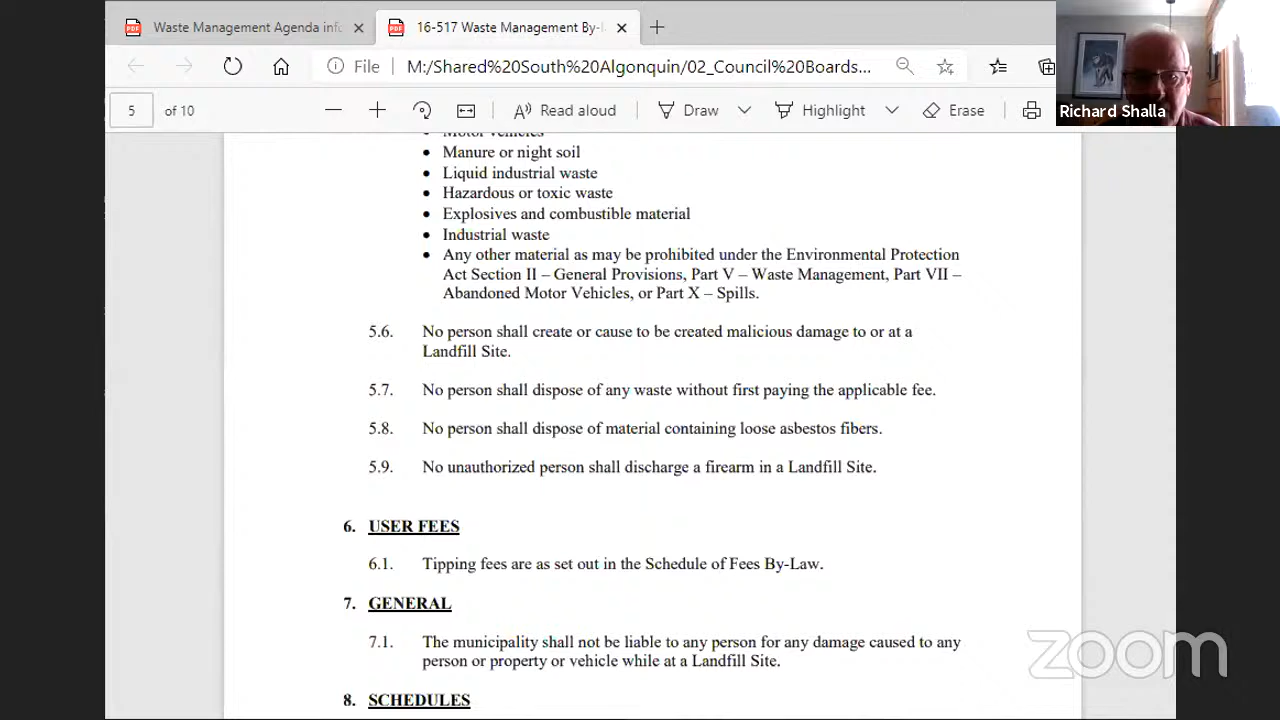 Waste Management Agenda inf
16-517 Waste Management By-l
File
M:/Shared%20South%20Algonquin/02_Council%20Boards...
5
of 10
Read aloud
Draw
Highlight
Erase
Richard Shalla
• Motor vehicles
• Manure or night soil
• Liquid industrial waste
• Hazardous or toxic waste
• Explosives and combustible material
• Industrial waste
• Any other material as may be prohibited under the Environmental Protection
Act Section II – General Provisions, Part V – Waste Management, Part VII –
Abandoned Motor Vehicles, or Part X – Spills.
5.6. No person shall create or cause to be created malicious damage to or at a
Landfill Site.
5.7. No person shall dispose of any waste without first paying the applicable fee.
5.8. No person shall dispose of material containing loose asbestos fibers.
5.9. No unauthorized person shall discharge a firearm in a Landfill Site.
6. USER FEES
6.1. Tipping fees are as set out in the Schedule of Fees By-Law.
7. GENERAL
7.1. The municipality shall not be liable to any person for any damage caused to any
person or property or vehicle while at a Landfill Site.
8. SCHEDULES
zoom